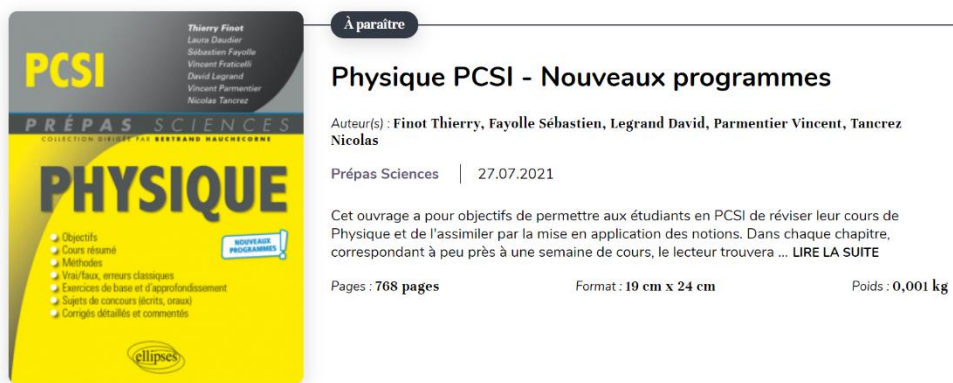 PCSI
Thierry Finot
Laura Daudier
Sébastien Fayolle
Vincent Fraticelli
David Legrand
Vincent Parmentier
Nicolas Tancrez
PRÉPAS SCIENCES
COLLECTION DIRIGÉE PAR BERTRAND HAUCHECORNE
PHYSIQUE
Objectifs
Cours résumé
Méthodes
Vrai/faux, erreurs classiques
Exercices de base et d'approfondissement
Sujets de concours (écrits, oraux)
Corrigés détaillés et commentés
NOUVEAUX
PROGRAMMES
!
ellipses
À paraître
Physique PCSI - Nouveaux programmes
Auteur(s) : Finot Thierry, Fayolle Sébastien, Legrand David, Parmentier Vincent, Tancrez
Nicolas
Prépas Sciences | 27.07.2021
Cet ouvrage a pour objectifs de permettre aux étudiants en PCSI de réviser leur cours de
Physique et de l'assimiler par la mise en application des notions. Dans chaque chapitre,
correspondant à peu près à une semaine de cours, le lecteur trouvera ... LIRE LA SUITE
Pages : 768 pages Format : 19 cm x 24 cm Poids : 0,001 kg